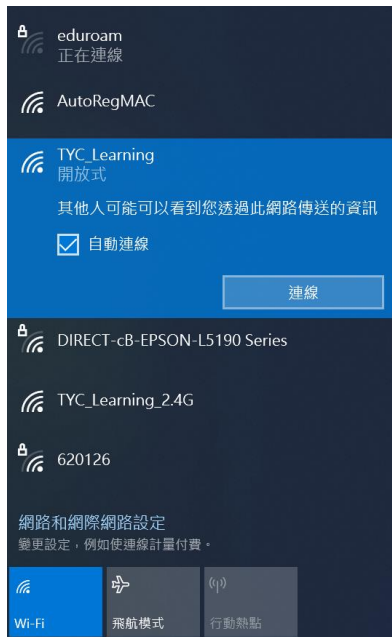 eduroam
正在連線
AutoRegMAC
TYC_Learning
開放式
其他人可能可以看到您透過此網路傳送的資訊
自動連線
連線
DIRECT-cB-EPSON-L5190 Series
TYC_Learning_2.4G
620126
網路和網際網路設定
變更設定，例如使連線計量付費。
Wi-Fi
飛航模式
行動熱點